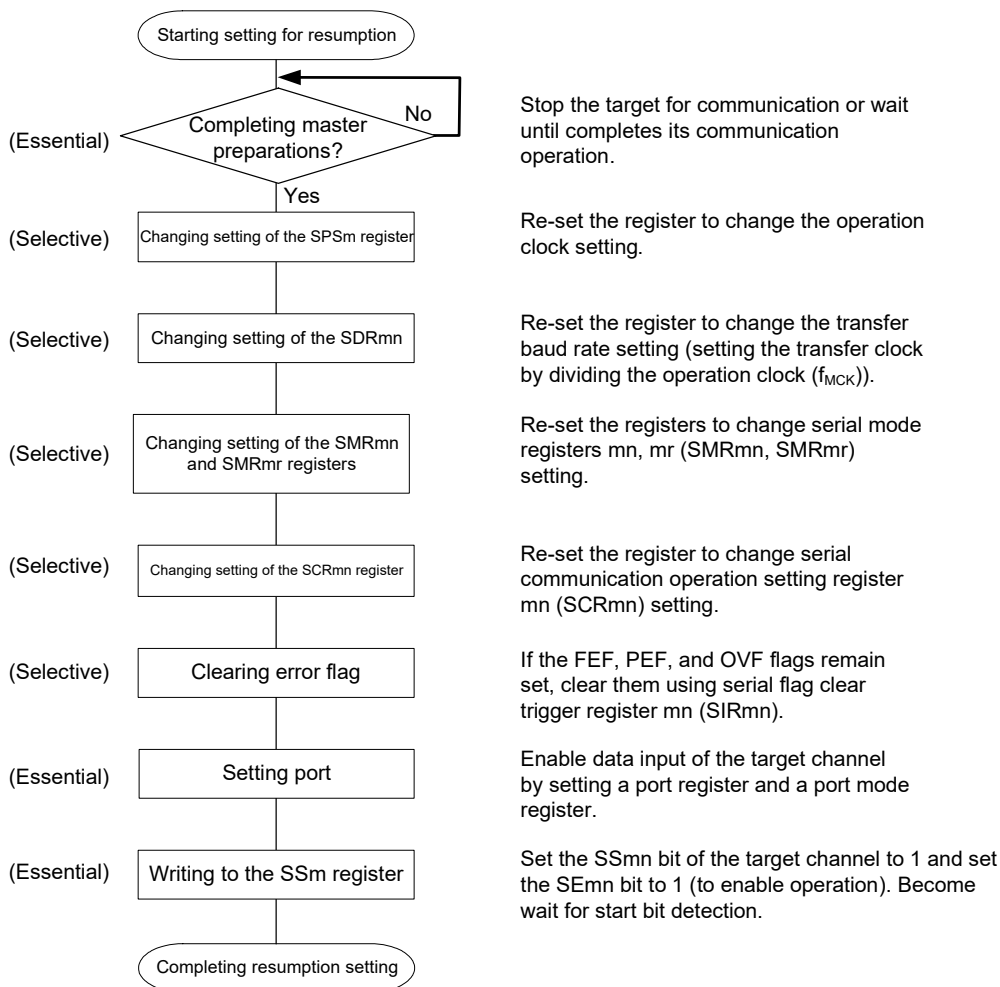 Starting setting for resumption
No
(Essential)
Completing master
preparations?
Stop the target for communication or wait
until completes its communication
operation.
Yes
(Selective)
Changing setting of the SPSm register
Re-set the register to change the operation
clock setting.
(Selective)
Changing setting of the SDRmn
Re-set the register to change the transfer
baud rate setting (setting the transfer clock
by dividing the operation clock (fMCK)).
(Selective)
Changing setting of the SMRmn
and SMRmr registers
Re-set the registers to change serial mode
registers mn, mr (SMRmn, SMRmr)
setting.
(Selective)
Changing setting of the SCRmn register
Re-set the register to change serial
communication operation setting register
mn (SCRmn) setting.
(Selective)
Clearing error flag
If the FEF, PEF, and OVF flags remain
set, clear them using serial flag clear
trigger register mn (SIRmn).
(Essential)
Setting port
Enable data input of the target channel
by setting a port register and a port mode
register.
(Essential)
Writing to the SSm register
Set the SSmn bit of the target channel to 1 and set
the SEmn bit to 1 (to enable operation). Become
wait for start bit detection.
Completing resumption setting